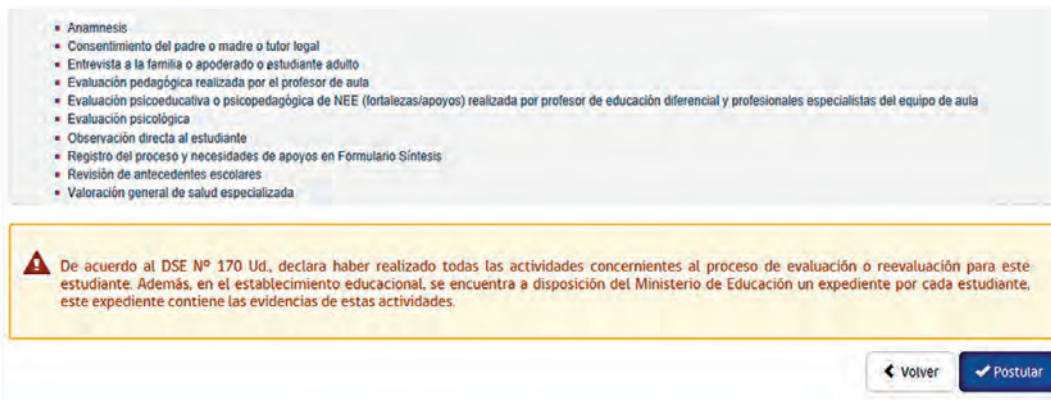 Anamnesis
Consentimiento del padre o madre o tutor legal
Entrevista a la familia o apoderado o estudiante adulto
Evaluación pedagógica realizada por el profesor de aula
Evaluación psicoeducativa o psicopedagógica de NEE (fortalezas/apoyos) realizada por profesor de educación diferencial y profesionales especialistas del equipo de aula
Evaluación psicológica
Observación directa al estudiante
Registro del proceso y necesidades de apoyos en Formulario Síntesis
Revisión de antecedentes escolares
Valoración general de salud especializada
De acuerdo al DSE Nº 170 Ud., declara haber realizado todas las actividades concernientes al proceso de evaluación o reevaluación para este
estudiante. Además, en el establecimiento educacional, se encuentra a disposición del Ministerio de Educación un expediente por cada estudiante,
este expediente contiene las evidencias de estas actividades.
Volver
Postular